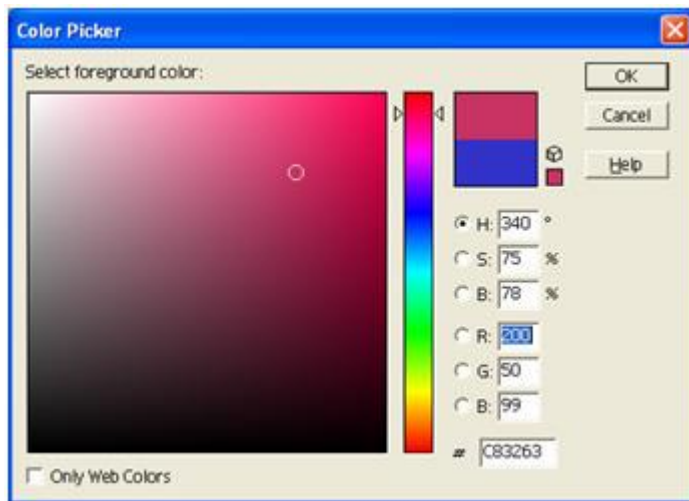 Color Picker
Select foreground color:
OK
Cancel
Help
H: 340 °
S: 75 %
B: 78 %
R: 200
G: 50
B: 99
# C83263
Only Web Colors